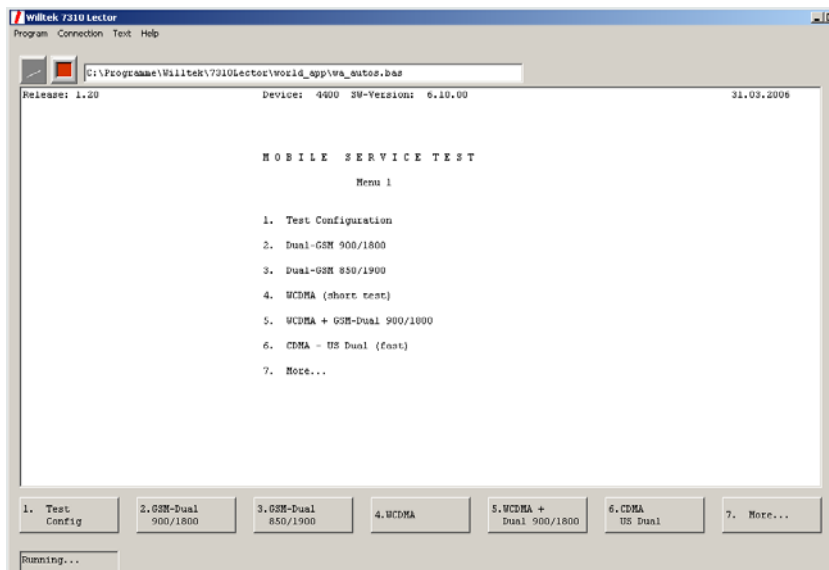 Willtek 7310 Lector
Program Connection Text Help
C:\Programme\Willtek\7310Lector\world_app\wa_autos.bas
Release: 1.20 Device: 4400 SW-Version: 6.10.00 31.03.2006
MOBILE SERVICE TEST
Menu 1
1. Test Configuration
2. Dual-GSM 900/1800
3. Dual-GSM 850/1900
4. WCDMA (short test)
5. WCDMA + GSM-Dual 900/1800
6. CDMA - US Dual (fast)
7. More...
1. Test Config
2.GSM-Dual 900/1800
3.GSM-Dual 850/1900
4.WCDMA
5.WCDMA + Dual 900/1800
6.CDMA US Dual
7. More...
Running...